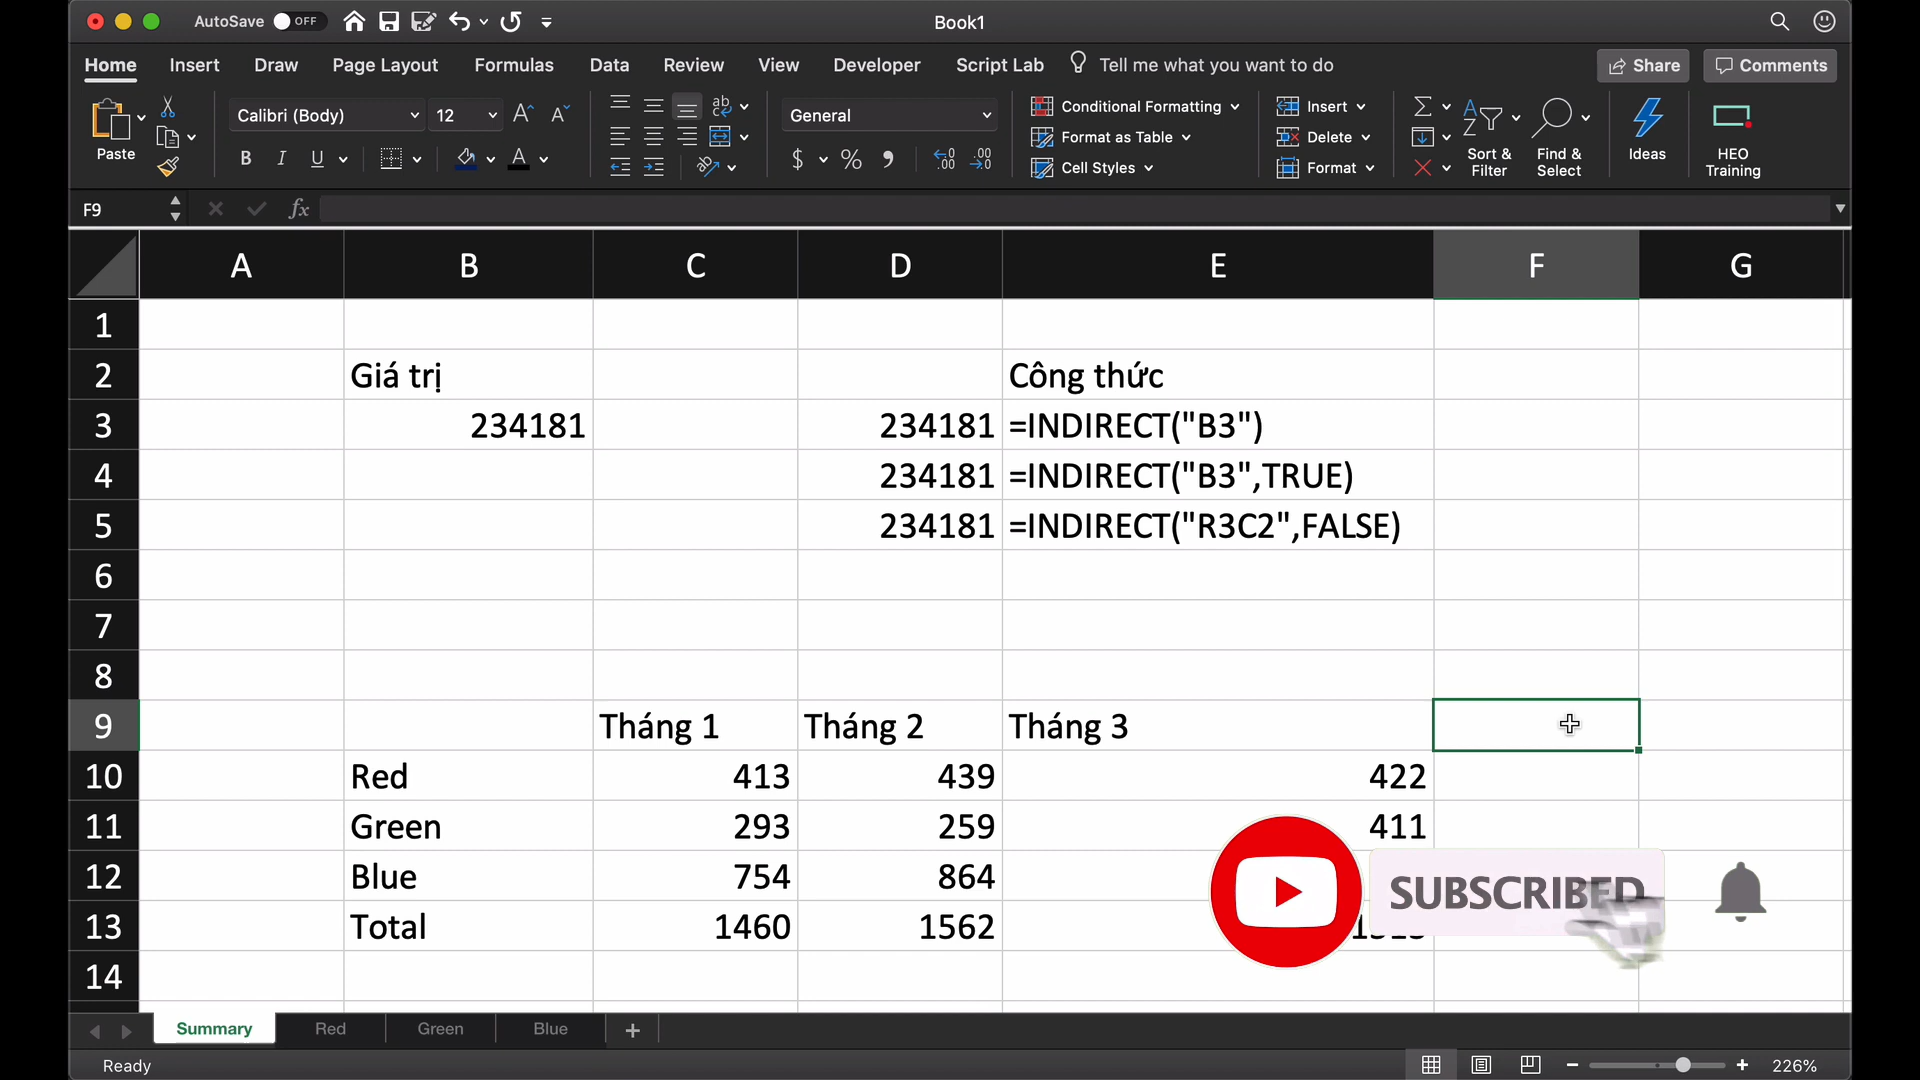 AutoSave OFF
Book1
Home Insert Draw Page Layout Formulas Data Review View Developer Script Lab Tell me what you want to do Share Comments
Paste
Calibri (Body) 12
B I U A
ab
General
$ %
Conditional Formatting
Format as Table
Cell Styles
Insert
Delete
Format
Sort & Filter
Find & Select
Ideas
HEO Training
F9 fx
A B C D E F G
1
2 Giá trị Công thức
3 234181 234181 =INDIRECT("B3")
4 234181 =INDIRECT("B3",TRUE)
5 234181 =INDIRECT("R3C2",FALSE)
6
7
8
9 Tháng 1 Tháng 2 Tháng 3
10 Red 413 439 422
11 Green 293 259 411
12 Blue 754 864
13 Total 1460 1562
SUBSCRIBED
14
Summary Red Green Blue +
Ready 226%